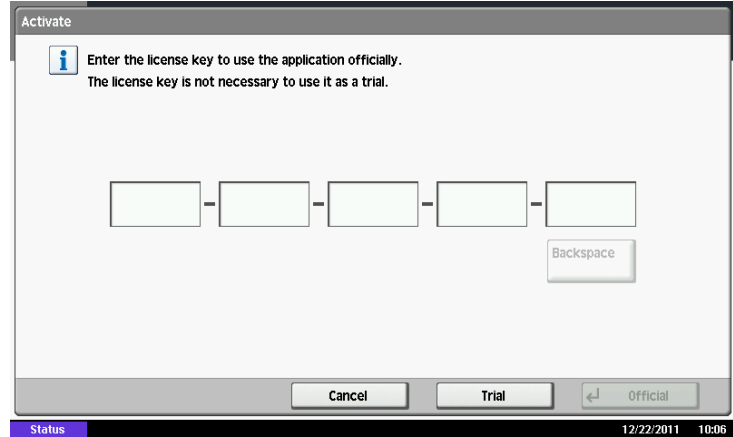 Activate
Enter the license key to use the application officially.
The license key is not necessary to use it as a trial.
- - - -
Backspace
Cancel Trial Official
Status 12/22/2011 10:06